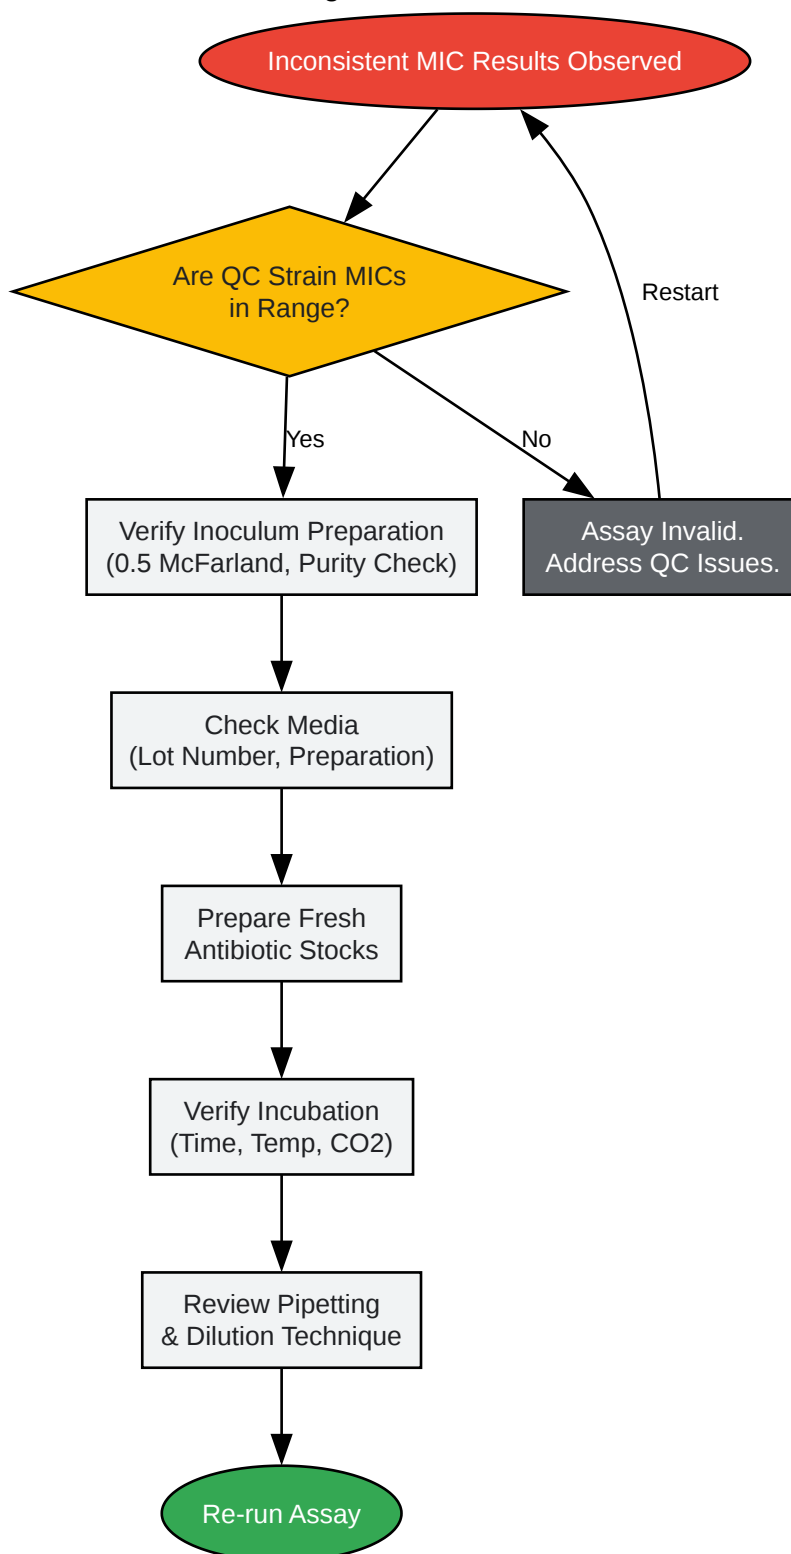 Inconsistent MIC Results Observed
Are QC Strain MICs
in Range?
Restart
Yes
No
Verify Inoculum Preparation
(0.5 McFarland, Purity Check)
Assay Invalid.
Address QC Issues.
Check Media
(Lot Number, Preparation)
Prepare Fresh
Antibiotic Stocks
Verify Incubation
(Time, Temp, CO2)
Review Pipetting
& Dilution Technique
Re-run Assay